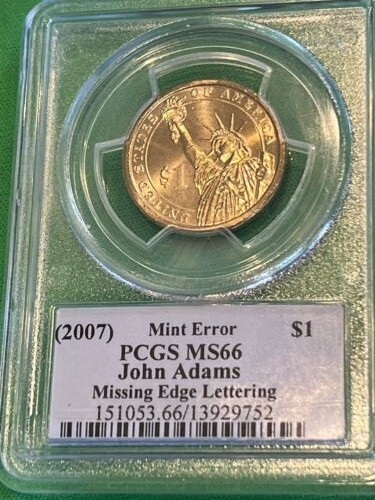 UNITED STATES OF AMERICA
$1
(2007) Mint Error $1
PCGS MS66
John Adams
Missing Edge Lettering
151053.66/13929752